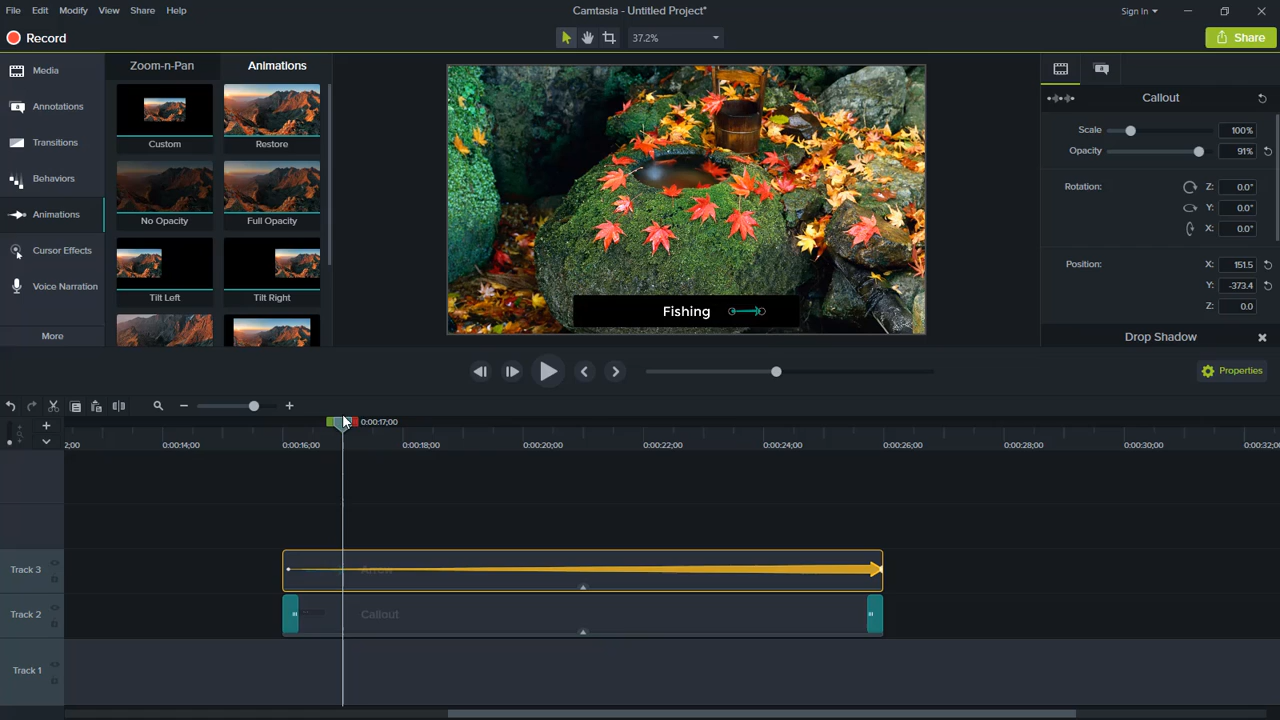 File Edit Modify View Share Help
Camtasia - Untitled Project*
Sign In
Record
37.2%
Share
Media
Annotations
Transitions
Behaviors
Animations
Cursor Effects
Voice Narration
More
Zoom-n-Pan
Animations
Custom
Restore
No Opacity
Full Opacity
Tilt Left
Tilt Right
Fishing
Callout
Scale 100%
Opacity 91%
Rotation: Z: 0.0°
Y: 0.0°
X: 0.0°
Position: X: 151.5
Y: -373.4
Z: 0.0
Drop Shadow
Properties
0:00:17;00
2;00 0:00:14;00 0:00:16;00 0:00:18;00 0:00:20;00 0:00:22;00 0:00:24;00 0:00:26;00 0:00:28;00 0:00:30;00 0:00:32;0
Track 3
Arrow
Track 2
Callout
Track 1